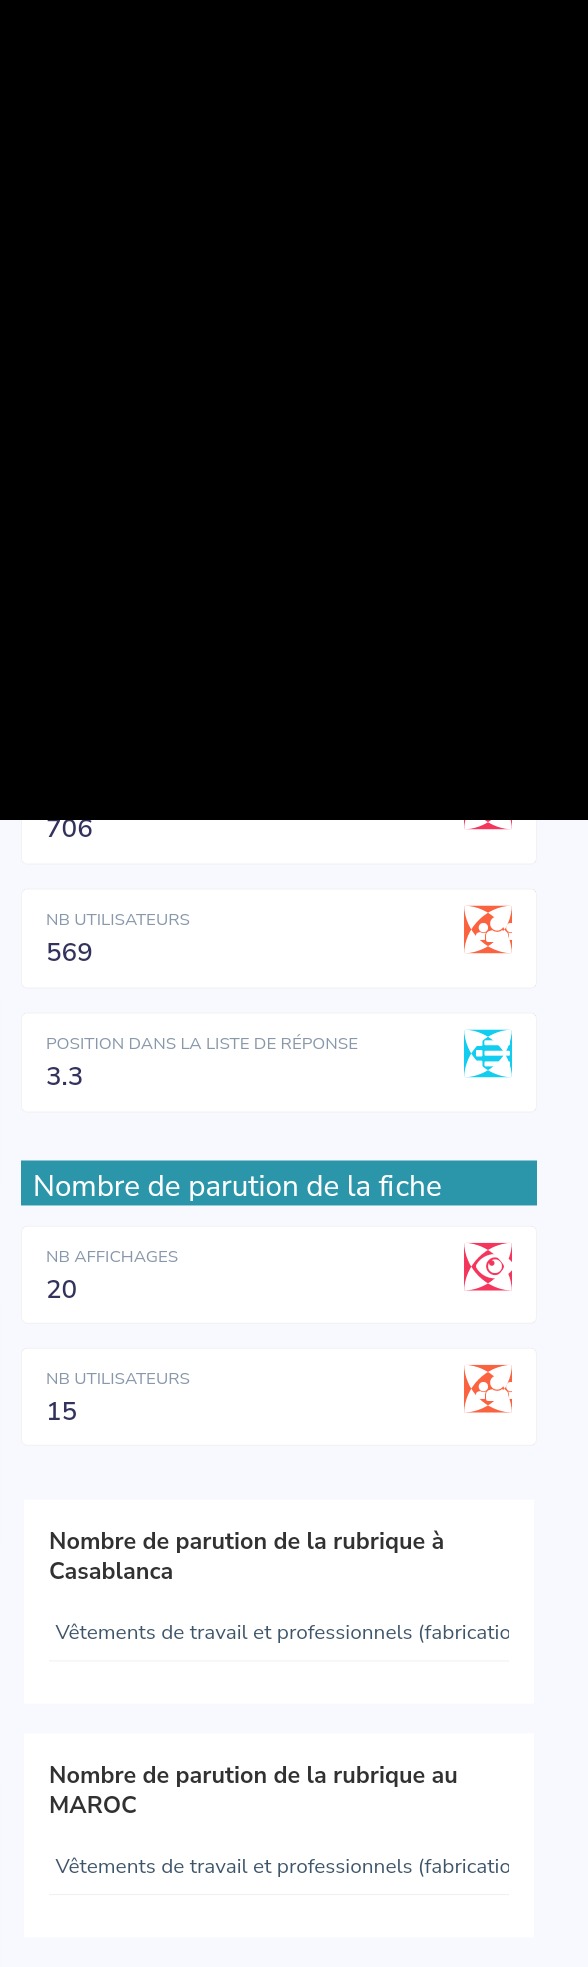 706
NB UTILISATEURS
569
POSITION DANS LA LISTE DE RÉPONSE
3.3
Nombre de parution de la fiche
NB AFFICHAGES
20
NB UTILISATEURS
15
Nombre de parution de la rubrique à
Casablanca
Vêtements de travail et professionnels (fabricatio
Nombre de parution de la rubrique au
MAROC
Vêtements de travail et professionnels (fabricatio